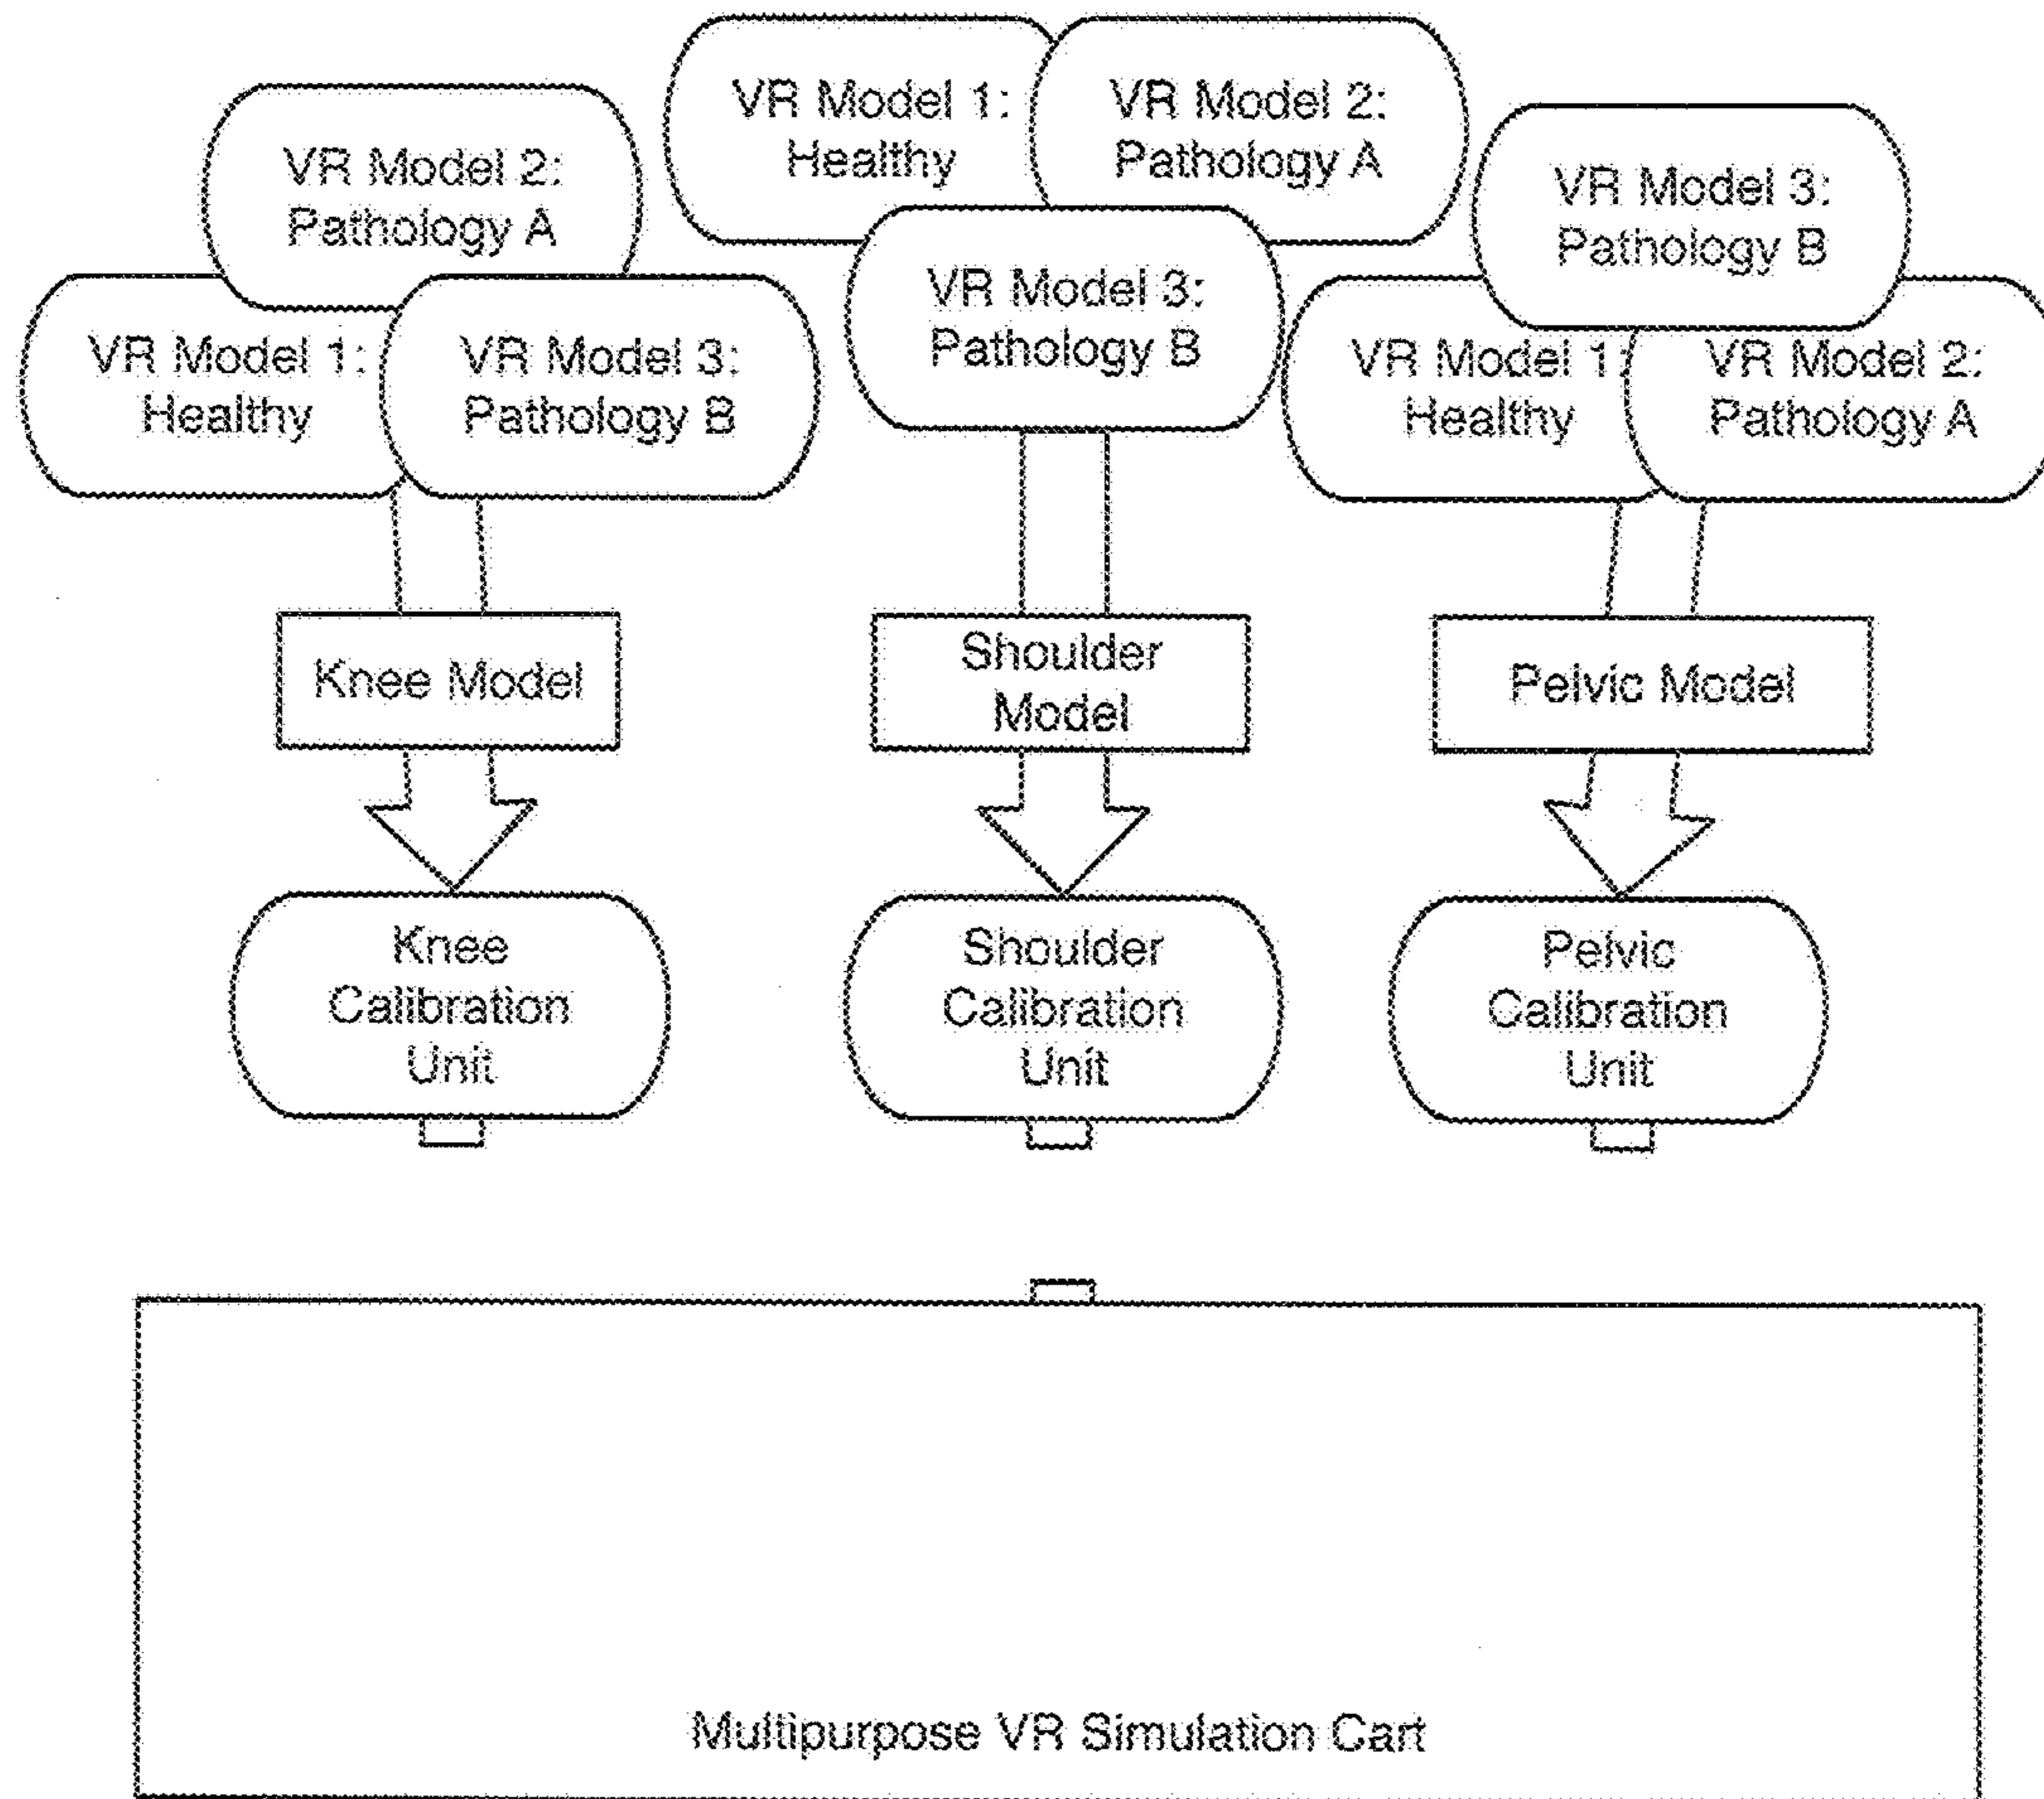 VR Model 2:
Pathology A
VR Model 1:
Healthy
VR Model 3:
Pathology B
VR Model 1:
Healthy
VR Model 2:
Pathology A
VR Model 3:
Pathology B
VR Model 3:
Pathology B
VR Model 1:
Healthy
VR Model 2:
Pathology A
Knee Model
Shoulder
Model
Pelvic Model
Knee
Calibration
Unit
Shoulder
Calibration
Unit
Pelvic
Calibration
Unit
Multipurpose VR Simulation Cart